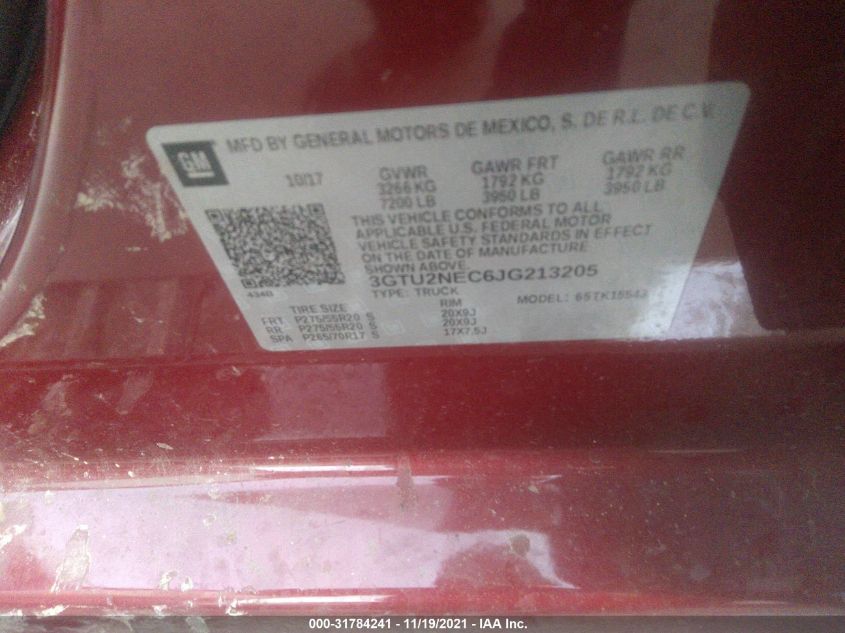 GM
MFD BY GENERAL MOTORS DE MEXICO, S. DE R.L. DE C.V.
10/17 GVWR GAWR FRT GAWR RR
3266 KG 1792 KG 1792 KG
7200 LB 3950 LB 3950 LB
THIS VEHICLE CONFORMS TO ALL
APPLICABLE U.S. FEDERAL MOTOR
VEHICLE SAFETY STANDARDS IN EFFECT
ON THE DATE OF MANUFACTURE
SHOWN ABOVE
3GTU2NEC6JG213205
TYPE: TRUCK MODEL: 6STK15543
434D
TIRE SIZE RIM
FRT P275/55R20 S 20X9J
RR P275/55R20 S 20X9J
SPA P265/70R17 S 17X7.5J
000-31784241 - 11/19/2021 - IAA Inc.